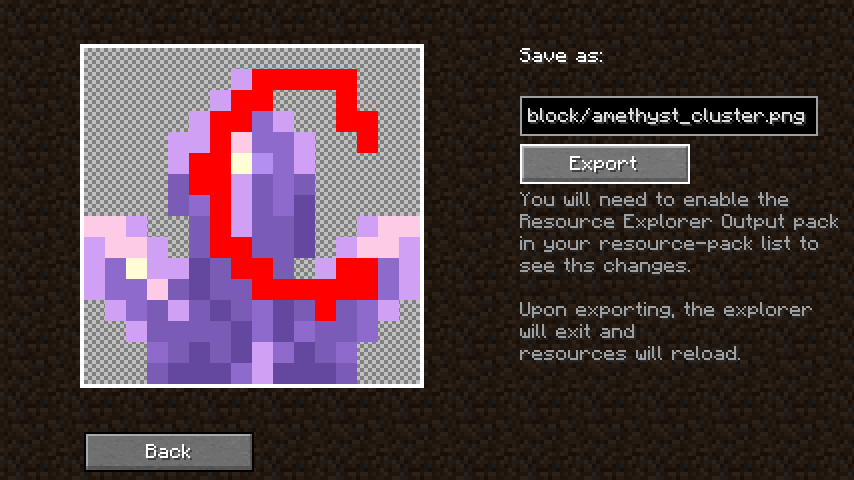 Save as:
block/amethyst_cluster.png
Export
You will need to enable the
Resource Explorer Output pack
in your resource-pack list to
see ths changes.
Upon exporting, the explorer
will exit and
resources will reload.
Back